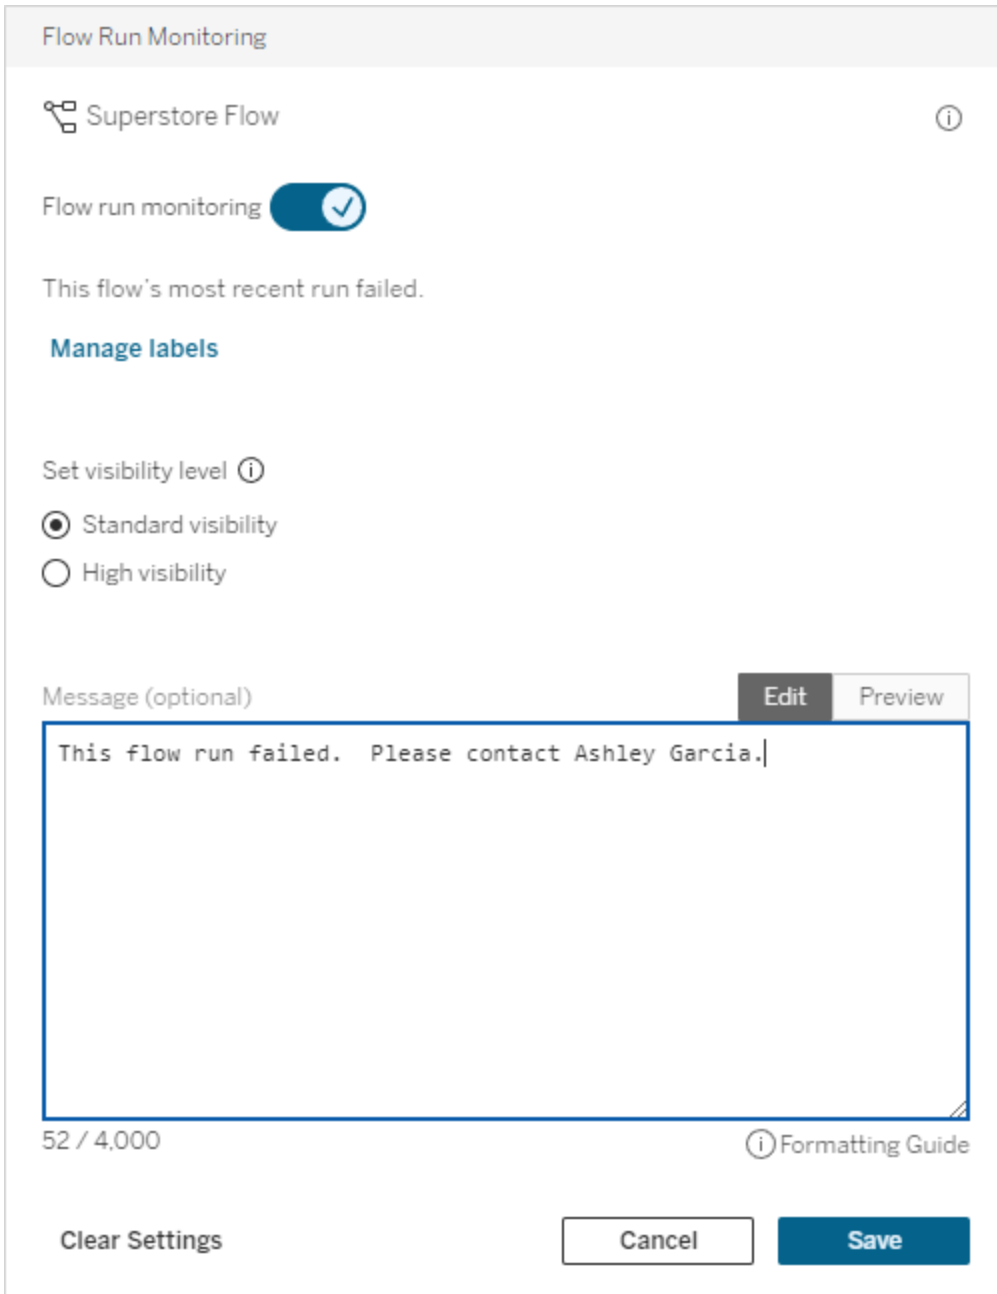 Flow Run Monitoring
Superstore Flow
Flow run monitoring
This flow's most recent run failed.
Manage labels
Set visibility level
Standard visibility
High visibility
Message (optional) Edit Preview
This flow run failed.  Please contact Ashley Garcia.
52 / 4,000 Formatting Guide
Clear Settings Cancel Save